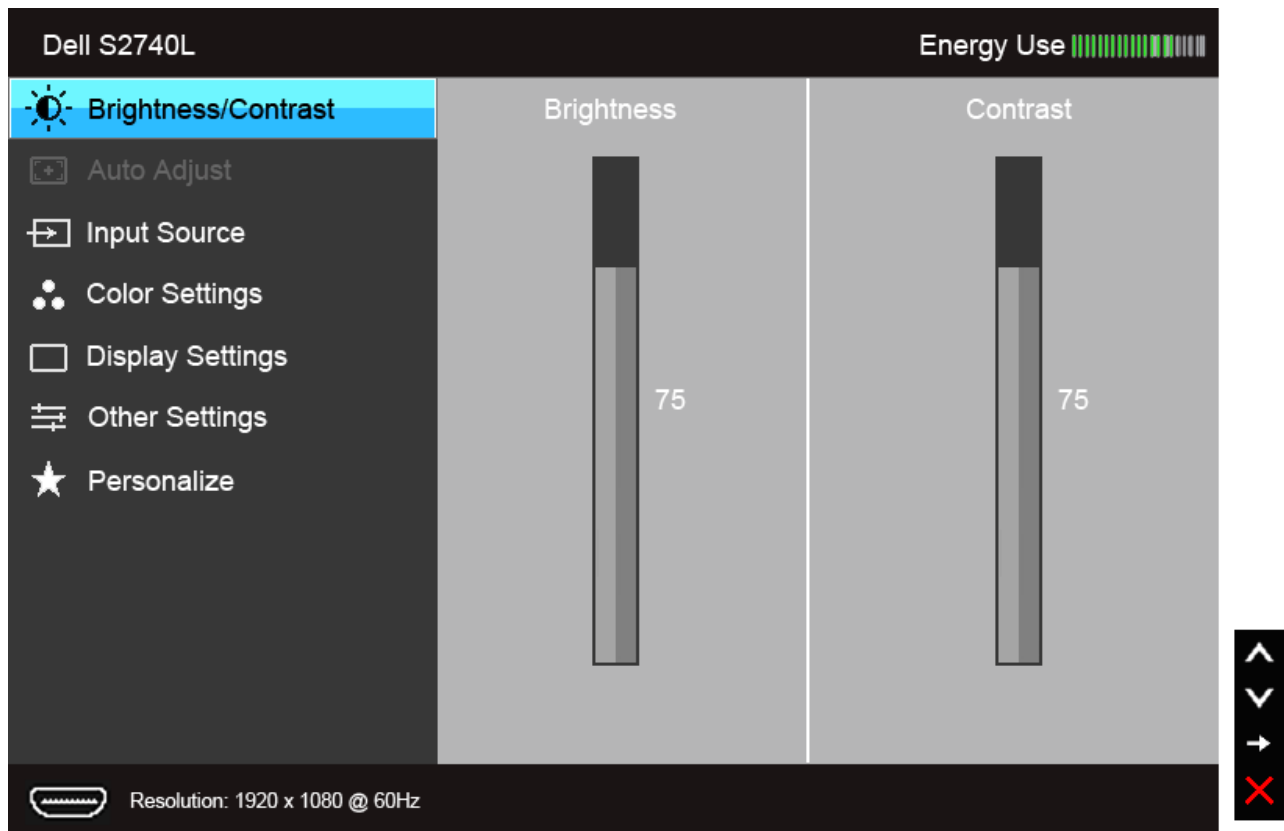 Dell S2740L
Energy Use
Brightness/Contrast
Auto Adjust
Input Source
Color Settings
Display Settings
Other Settings
Personalize
Brightness
75
Contrast
75
Resolution: 1920 x 1080 @ 60Hz